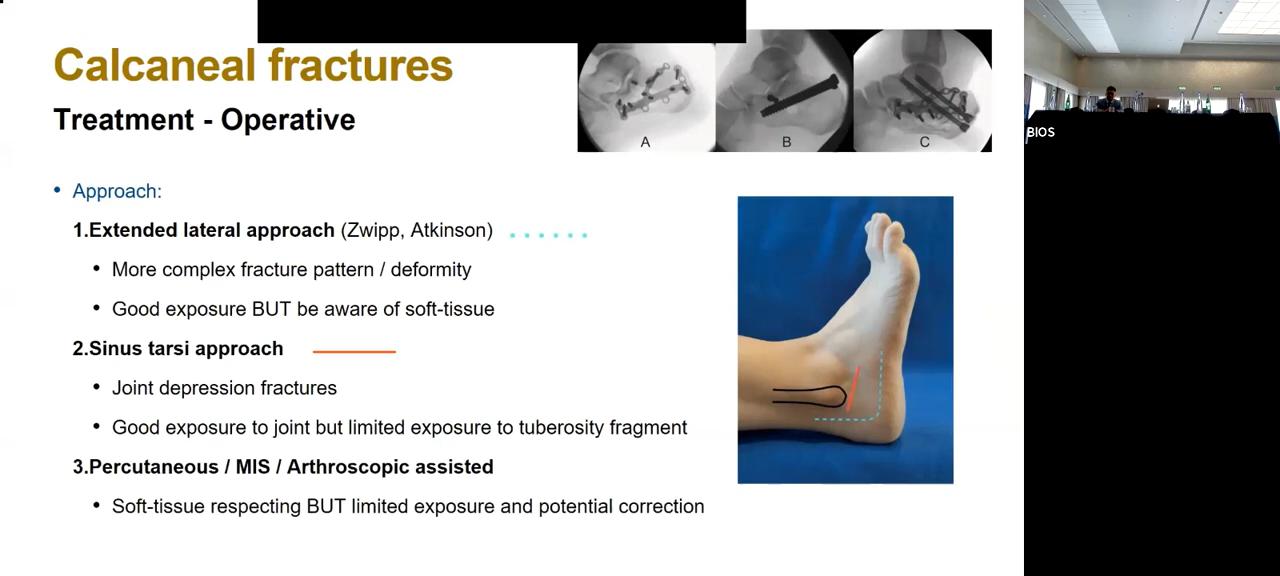 Calcaneal fractures
Treatment - Operative
A B C
• Approach:
1.Extended lateral approach (Zwipp, Atkinson)
• More complex fracture pattern / deformity
• Good exposure BUT be aware of soft-tissue
2.Sinus tarsi approach
• Joint depression fractures
• Good exposure to joint but limited exposure to tuberosity fragment
3.Percutaneous / MIS / Arthroscopic assisted
• Soft-tissue respecting BUT limited exposure and potential correction
BIOS